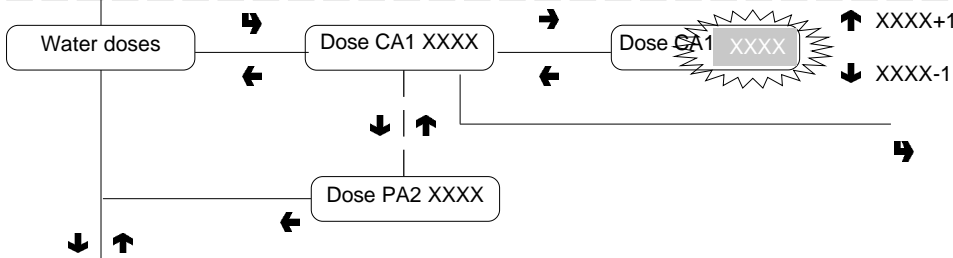 Water doses
Dose CA1 XXXX
Dose CA1 XXXX
XXXX+1
XXXX-1
Dose PA2 XXXX